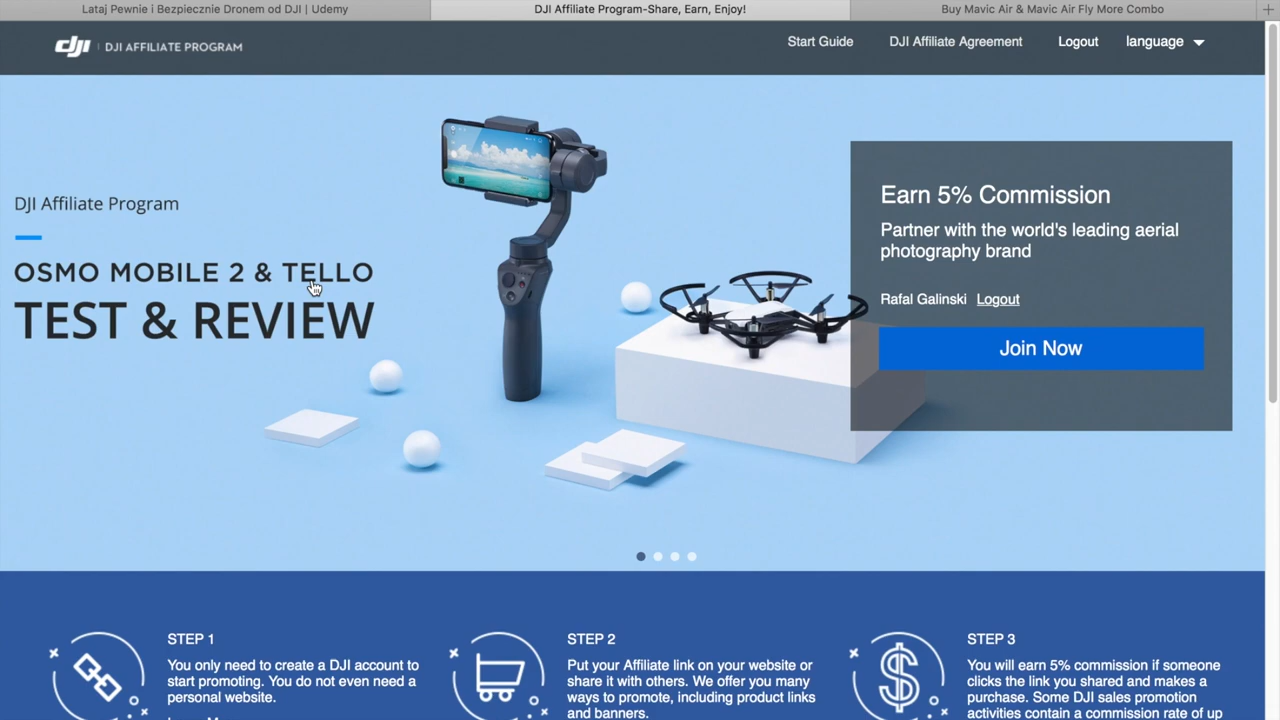 Lataj Pewnie i Bezpiecznie Dronem od DJI | Udemy
DJI Affiliate Program-Share, Earn, Enjoy!
Buy Mavic Air & Mavic Air Fly More Combo
dji
DJI AFFILIATE PROGRAM
Start Guide
DJI Affiliate Agreement
Logout
language
DJI Affiliate Program
OSMO MOBILE 2 & TELLO
TEST & REVIEW
Earn 5% Commission
Partner with the world's leading aerial
photography brand
Rafal Galinski Logout
Join Now
STEP 1
You only need to create a DJI account to
start promoting. You do not even need a
personal website.
STEP 2
Put your Affiliate link on your website or
share it with others. We offer you many
ways to promote, including product links
and banners.
STEP 3
You will earn 5% commission if someone
clicks the link you shared and makes a
purchase. Some DJI sales promotion
activities contain a commission rate of up